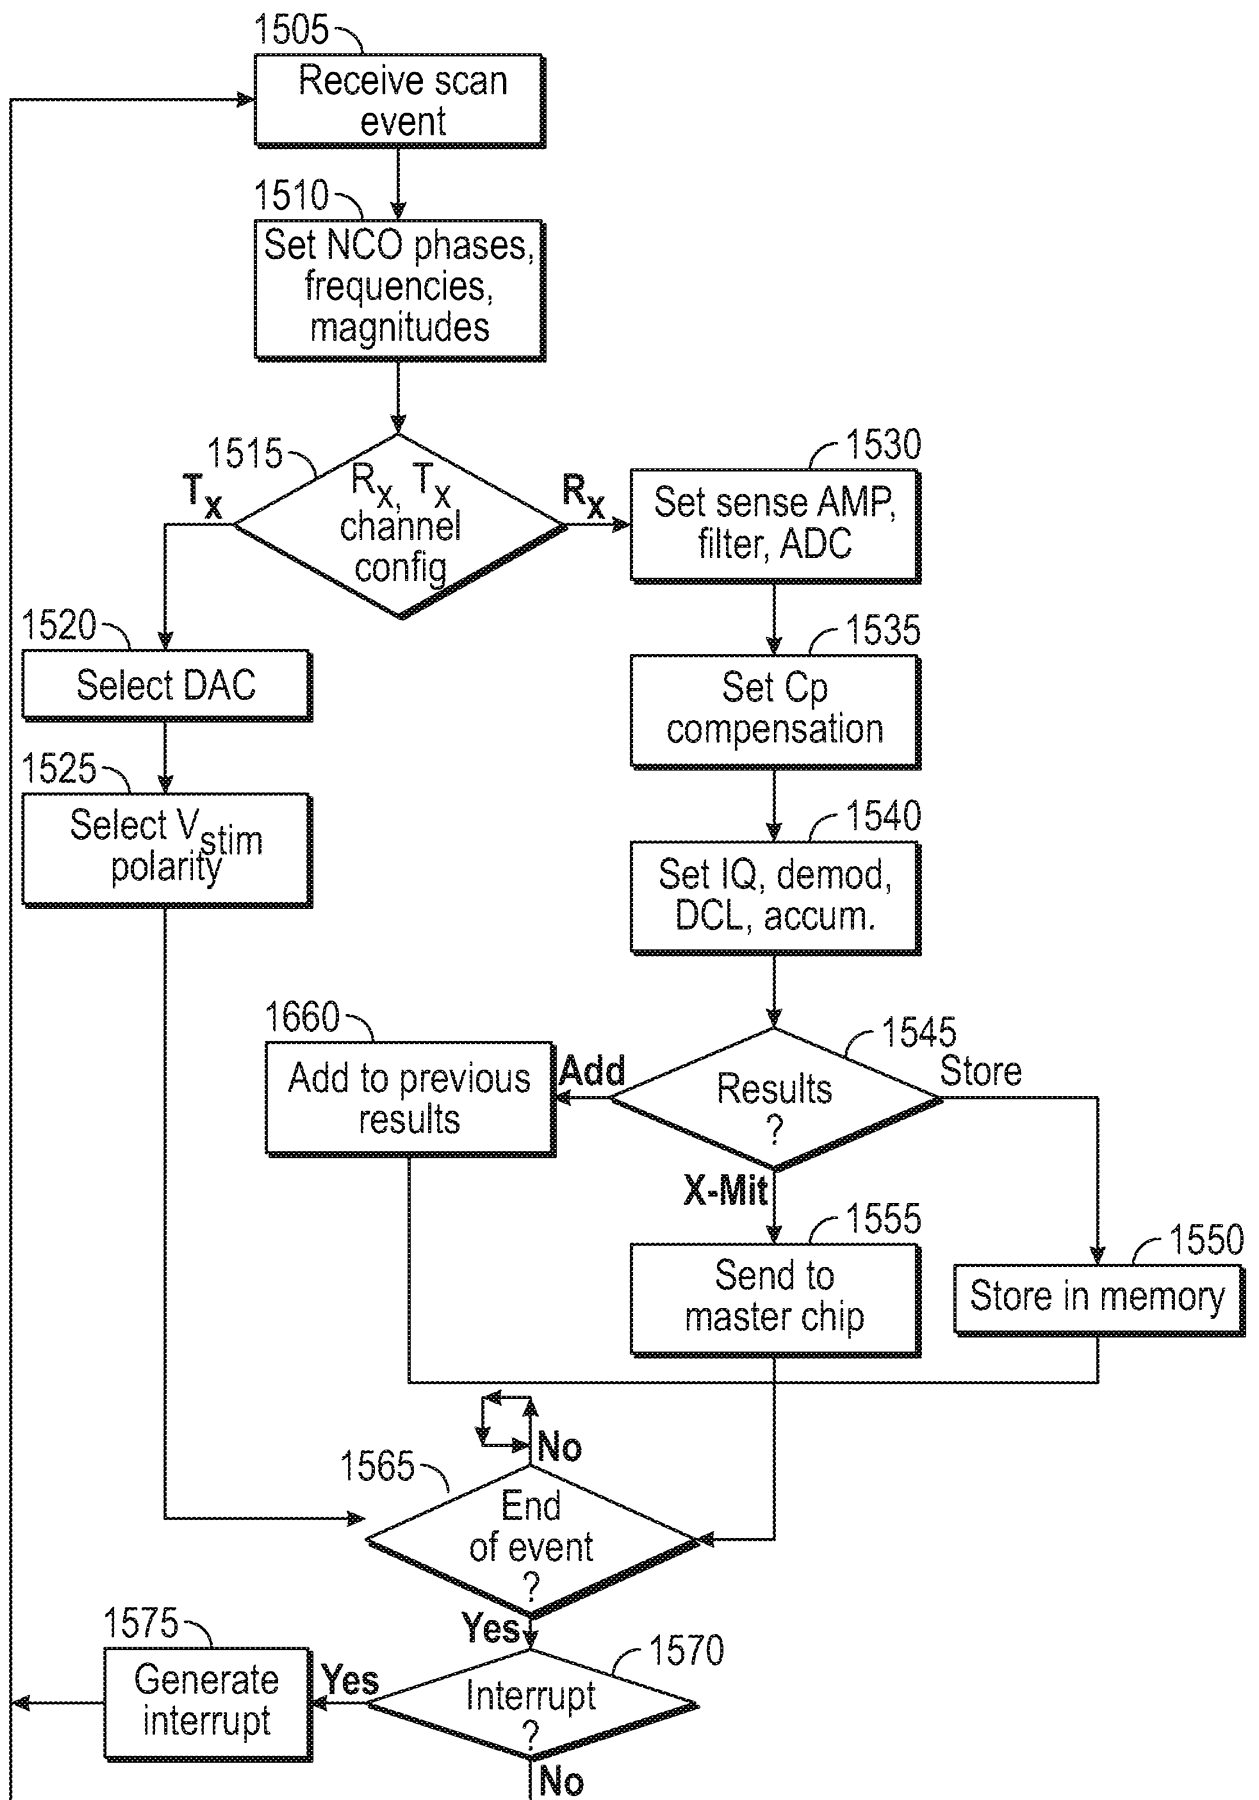 1505
Receive scan
event
1510
Set NCO phases,
frequencies,
magnitudes
1515
Tx
Rx, Tx
channel
config
Rx
1530
Set sense AMP,
filter, ADC
1520
Select DAC
1535
Set Cp
compensation
1525
Select Vstim
polarity
1540
Set IQ, demod,
DCL, accum.
1660
Add to previous
results
Add
1545
Results
?
Store
X-Mit
1555
Send to
master chip
1550
Store in memory
No
1565
End
of event
?
Yes
1575
Generate
interrupt
Yes
1570
Interrupt
?
No